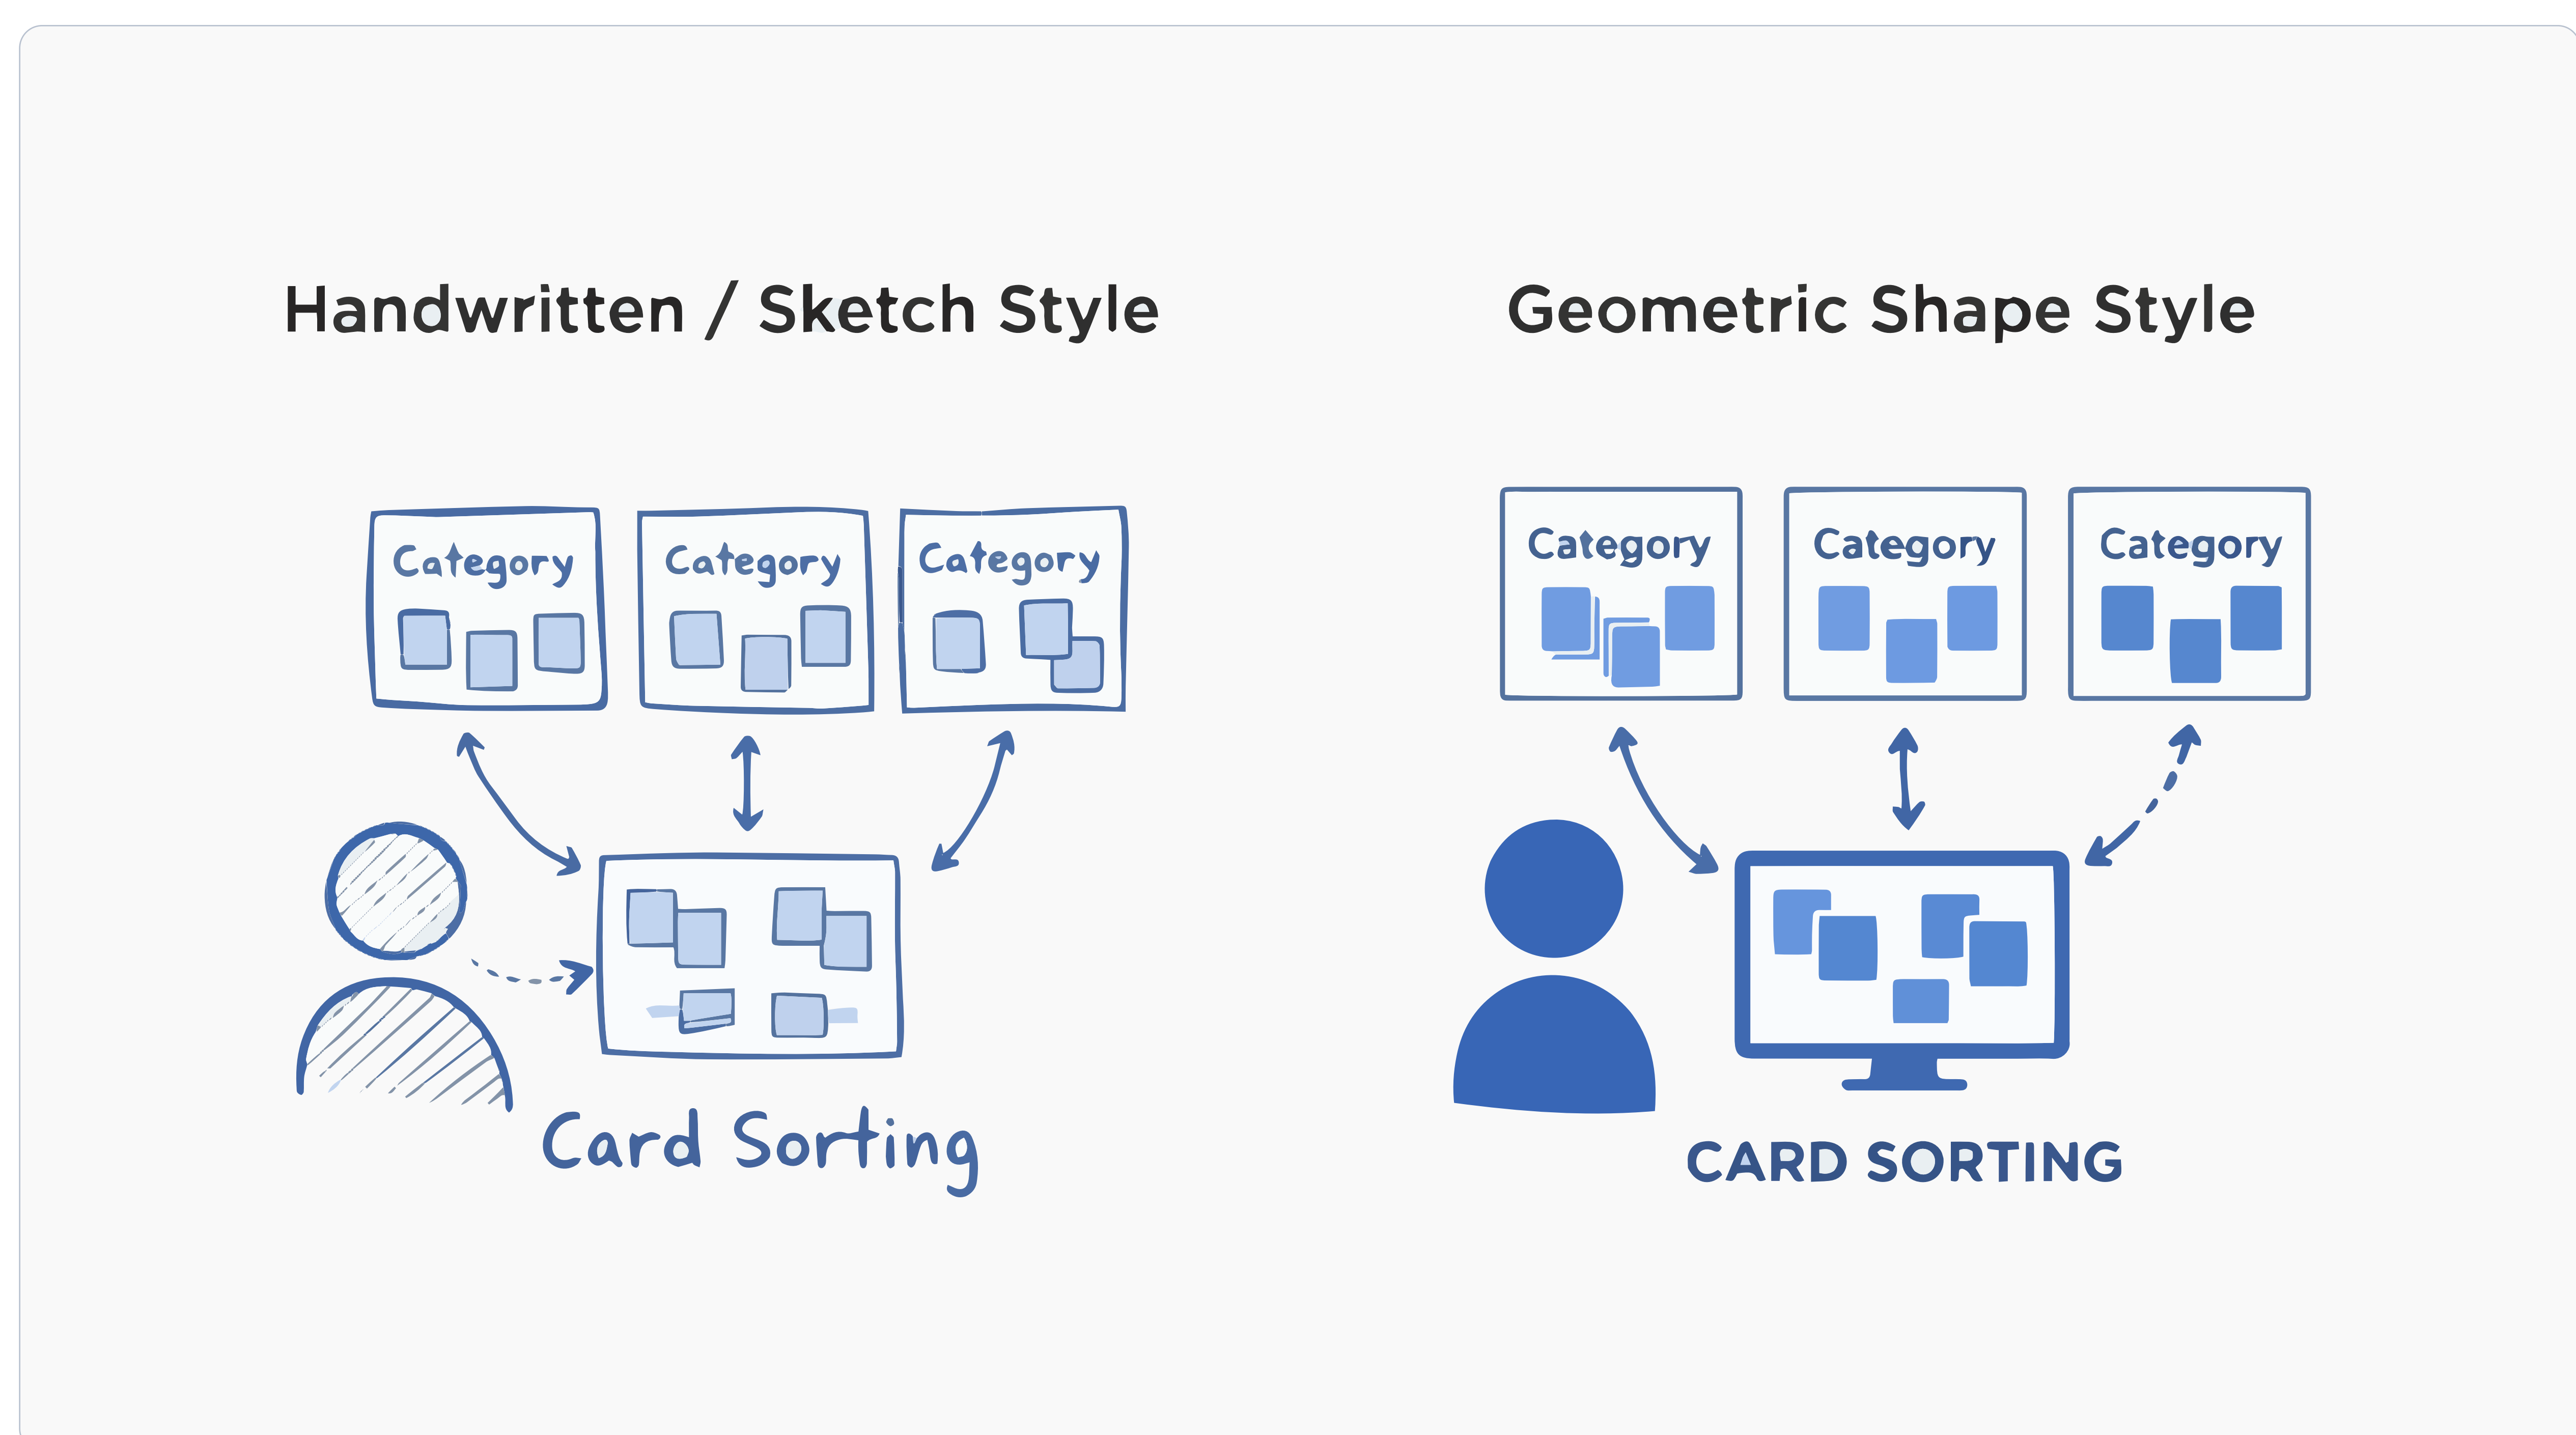 Handwritten / Sketch Style
Category
Category
Category
Card Sorting
Geometric Shape Style
Category
Category
Category
CARD SORTING